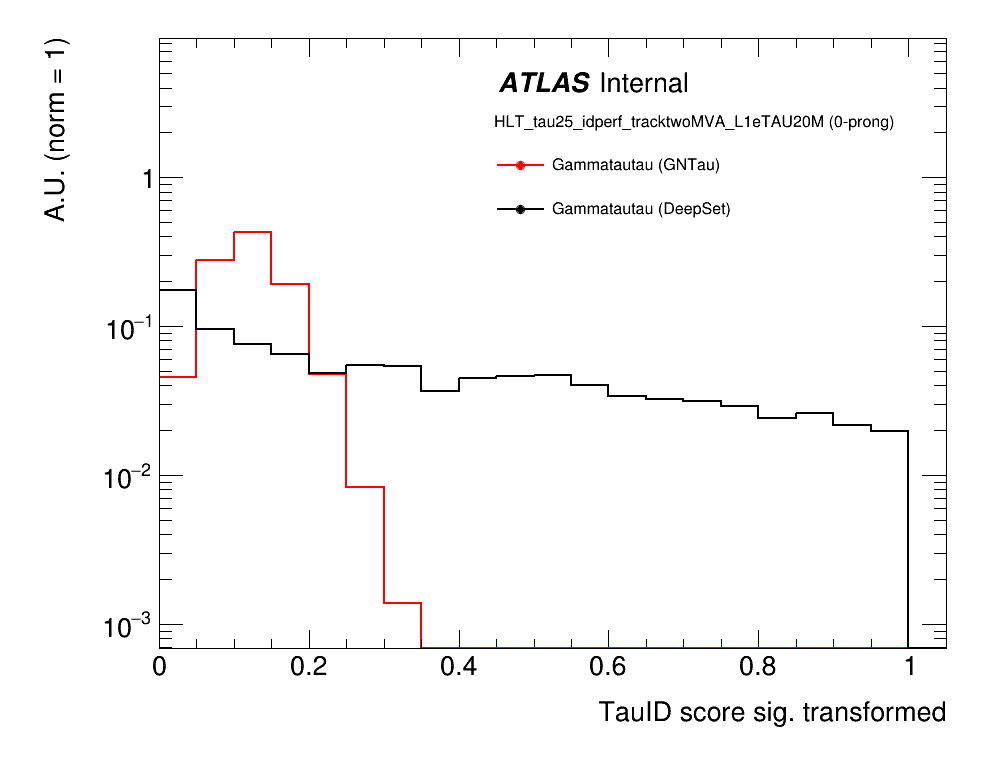 A.U. (norm = 1)
ATLAS Internal
HLT_tau25_idperf_tracktwoMVA_L1eTAU20M (0-prong)
Gammatautau (GNTau)
Gammatautau (DeepSet)
1
10⁻¹
10⁻²
10⁻³
0 0.2 0.4 0.6 0.8 1
TauID score sig. transformed